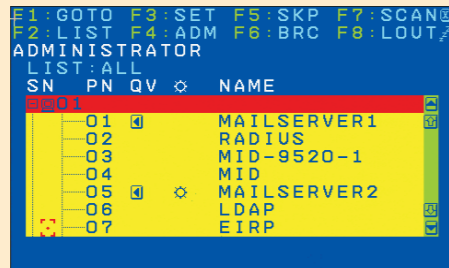 F1:GOTO F3:SET F5:SKP F7:SCAN
F2:LIST F4:ADM F6:BRC F8:LOUT
ADMINISTRATOR
LIST:ALL
SN PN QV NAME
01
01 MAILSERVER1
02 RADIUS
03 MID-9520-1
04 MID
05 MAILSERVER2
06 LDAP
07 EIRP